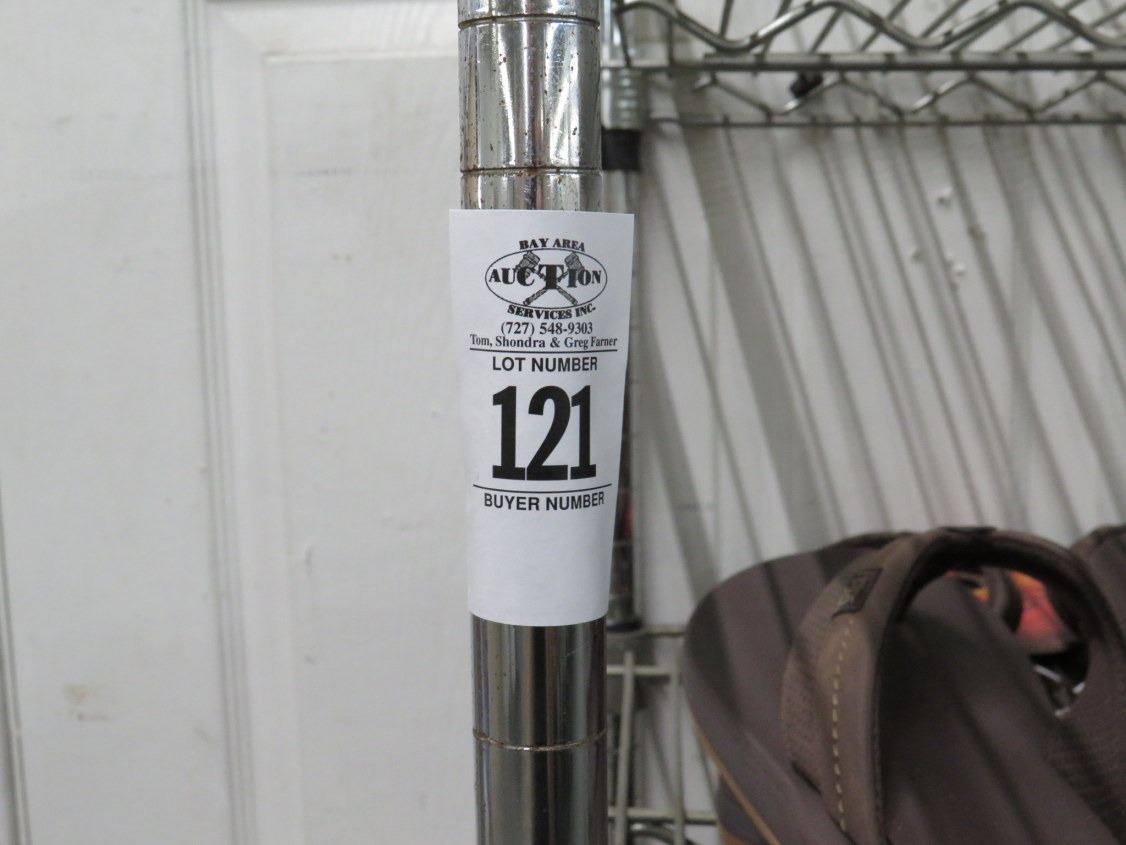 BAY AREA
AUCTION
SERVICES INC.
(727) 548-9303
Tom, Shondra & Greg Farner
LOT NUMBER
121
BUYER NUMBER